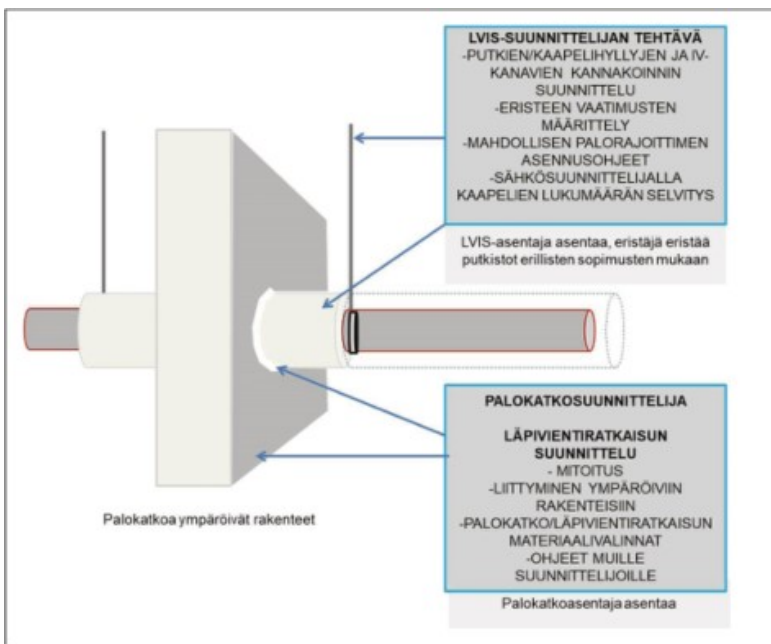 LVIS-SUUNNITTELIJAN TEHTÄVÄ
-PUTKIEN/KAAPELIHYLLYJEN JA IV-
KANAVIEN KANNAKOINNIN
SUUNNITTELU
-ERISTEEN VAATIMUSTEN
MÄÄRITTELY
-MAHDOLLISEN PALORAJOITTIMEN
ASENNUSOHJEET
-SÄHKÖSUUNNITTELIJALLA
KAAPELIEN LUKUMÄÄRÄN SELVITYS
LVIS-asentaja asentaa, eristäjä eristää
putkistot erillisten sopimusten mukaan
PALOKATKOSUUNNITTELIJA
LÄPIVIENTIRATKAISUN
SUUNNITTELU
- MITOITUS
-LIITTYMINEN YMPÄRÖIVIIN
RAKENTEISIIN
-PALOKATKO/LÄPIVIENTIRATKAISUN
MATERIAALIVALINNAT
-OHJEET MUILLE
SUUNNITTELIJOILLE
Palokatkoasentaja asentaa
Palokatkoa ympäröivät rakenteet